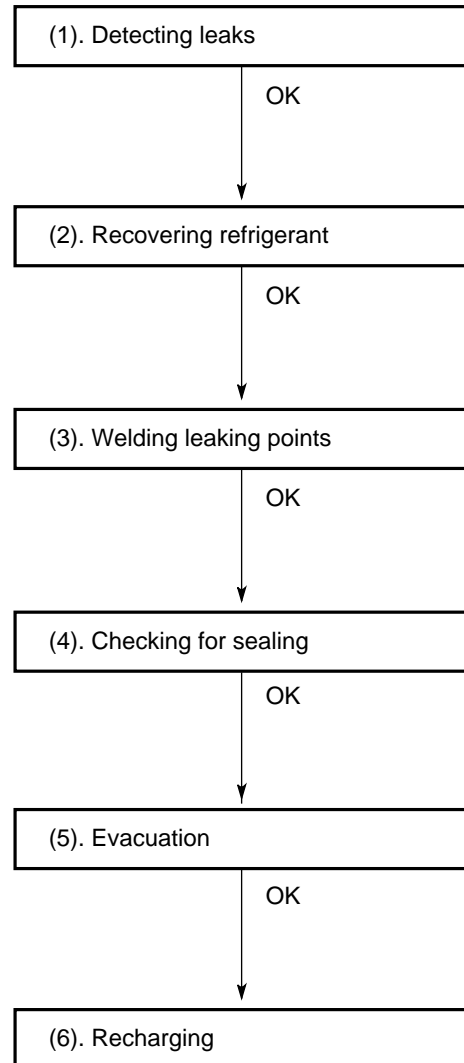 (1). Detecting leaks
OK
(2). Recovering refrigerant
OK
(3). Welding leaking points
OK
(4). Checking for sealing
OK
(5). Evacuation
OK
(6). Recharging